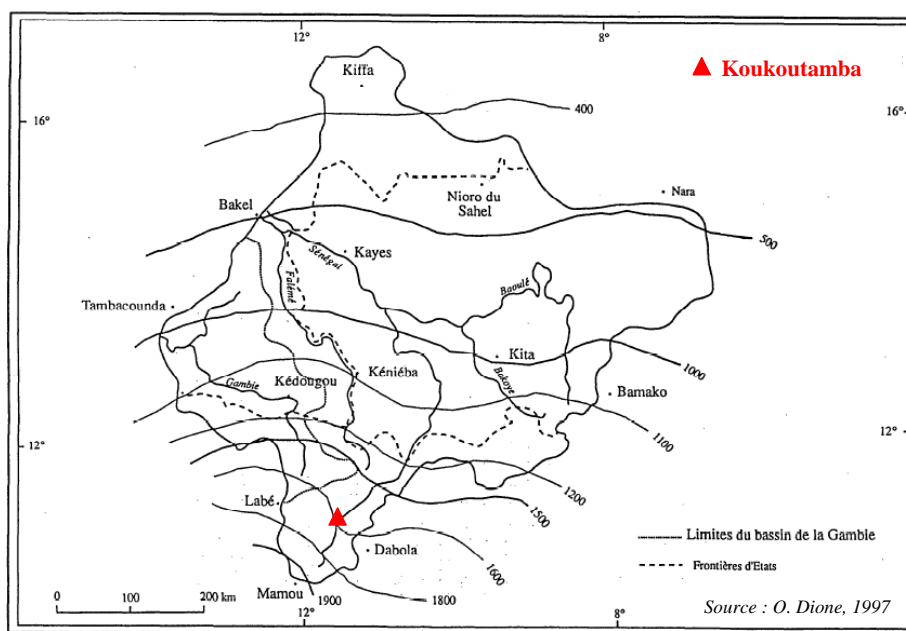 12°
8°
Kiffa
Koukoutamba
400
16°
16°
Nara
Nioro du
Sahel
Bakel
500
Kayes
Sénégal
Falémé
Baoulé
Tambacounda
Kita
1000
Kéniéba
Kédougou
Gambie
Bakoye
Bamako
1100
12°
12°
1200
Labé
1500
Limites du bassin de la Gambie
Dabola
Frontières d'Etats
1600
Mamou
1900
1800
0 100 200 km
Source : O. Dione, 1997
12°
8°